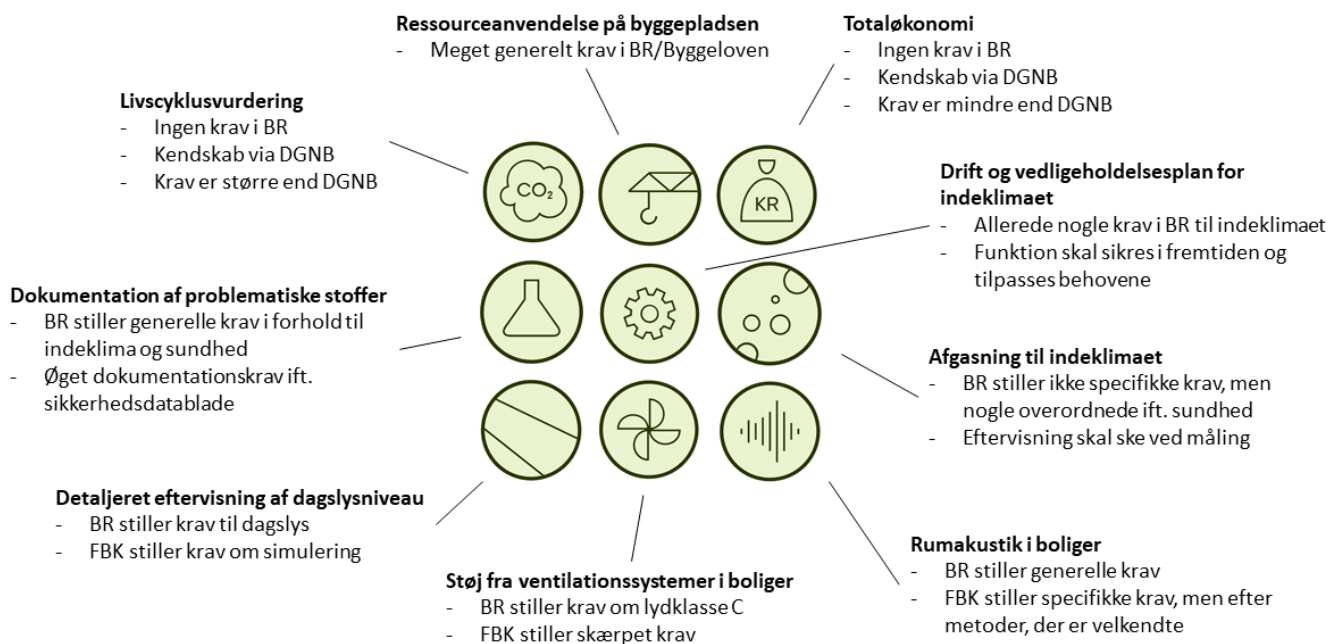 Ressourceanvendelse på byggepladsen
- Meget generelt krav i BR/Byggeloven
Totaløkonomi
- Ingen krav i BR
- Kendskab via DGNB
- Krav er mindre end DGNB
Livscyklusvurdering
- Ingen krav i BR
- Kendskab via DGNB
- Krav er større end DGNB
CO₂
KR
Drift og vedligeholdelsesplan for
indeklimaet
- Allerede nogle krav i BR til indeklimaet
- Funktion skal sikres i fremtiden og
tilpasses behovene
Dokumentation af problematiske stoffer
- BR stiller generelle krav i forhold til
indeklima og sundhed
- Øget dokumentationskrav ift.
sikkerhedsdatablade
Afgasning til indeklimaet
- BR stiller ikke specifikke krav, men
nogle overordnede ift. sundhed
- Eftervisning skal ske ved måling
Detaljeret eftervisning af dagslysniveau
- BR stiller krav til dagslys
- FBK stiller krav om simulering
Støj fra ventilationssystemer i boliger
- BR stiller krav om lydklasse C
- FBK stiller skærpet krav
Rumakustik i boliger
- BR stiller generelle krav
- FBK stiller specifikke krav, men efter
metoder, der er velkendte